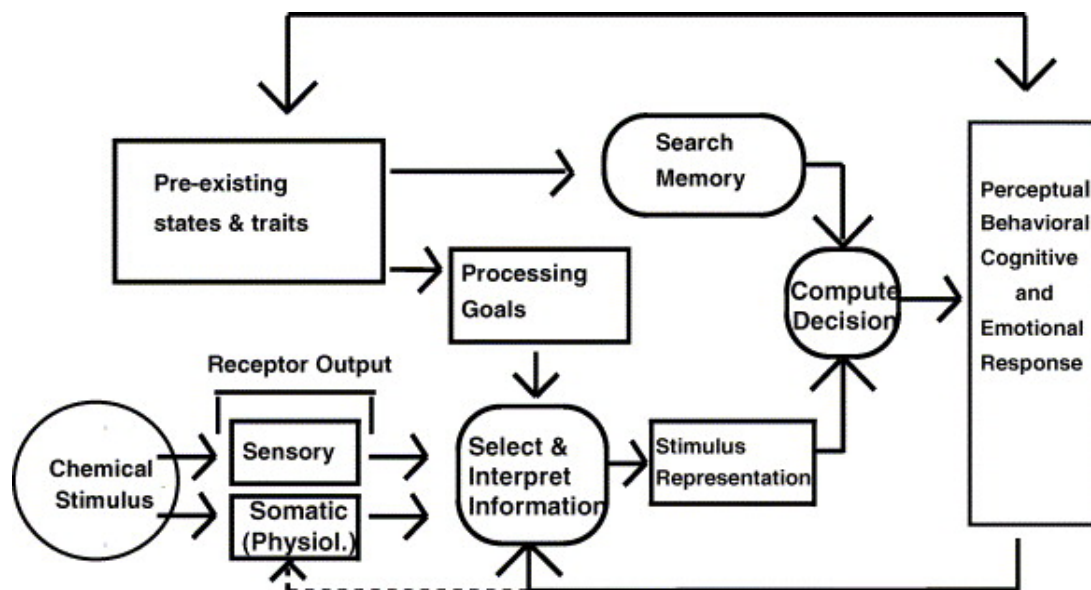 Pre-existing
states & traits
Search
Memory
Perceptual
Behavioral
Cognitive
and
Emotional
Response
Processing
Goals
Compute
Decision
Receptor Output
Chemical
Stimulus
Sensory
Somatic
(Physiol.)
Select &
Interpret
Information
Stimulus
Representation